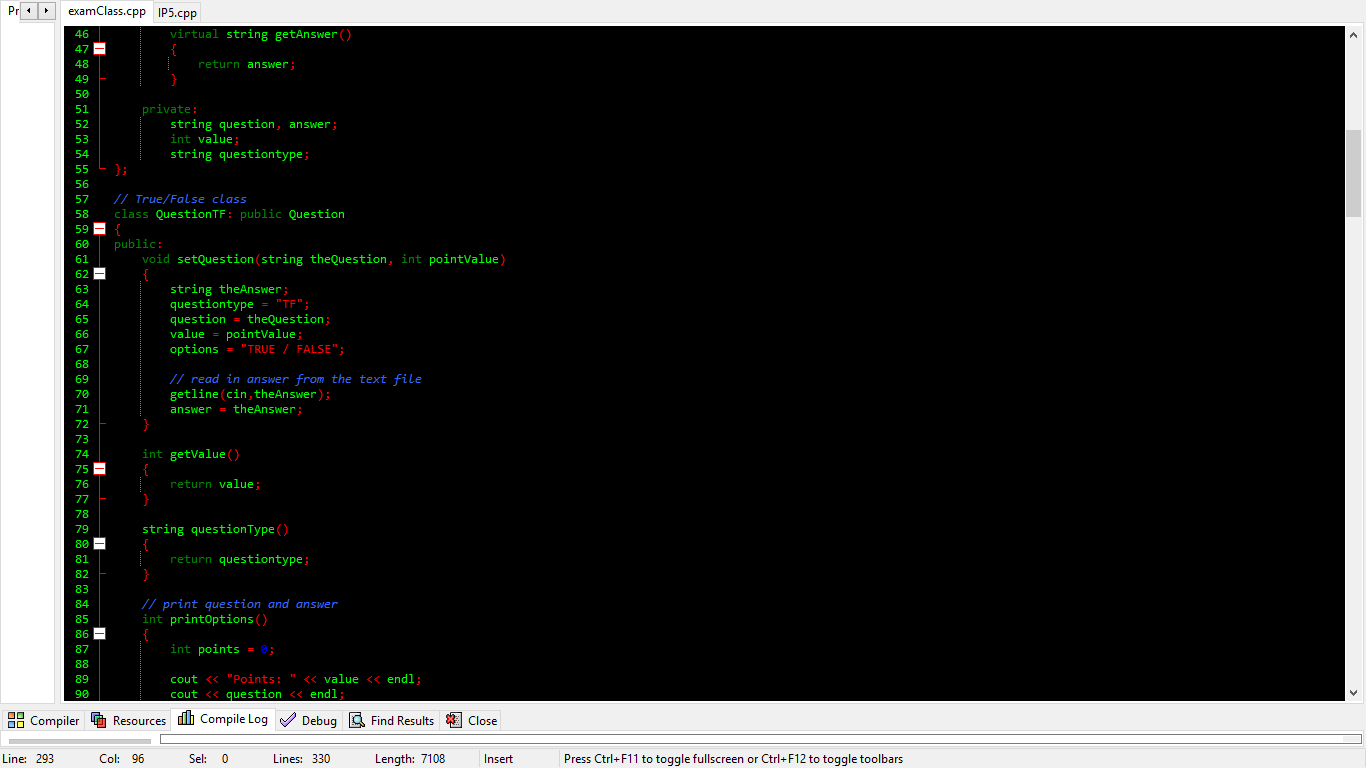 Pr
examClass.cpp IP5.cpp
46 virtual string getAnswer()
47 {
48 return answer;
49 }
50
51 private:
52 string question, answer;
53 int value;
54 string questiontype;
55 };
56
57 // True/False class
58 class QuestionTF: public Question
59 {
60 public:
61 void setQuestion(string theQuestion, int pointValue)
62 {
63 string theAnswer;
64 questiontype = "TF";
65 question = theQuestion;
66 value = pointValue;
67 options = "TRUE / FALSE";
68
69 // read in answer from the text file
70 getline(cin,theAnswer);
71 answer = theAnswer;
72 }
73
74 int getValue()
75 {
76 return value;
77 }
78
79 string questionType()
80 {
81 return questiontype;
82 }
83
84 // print question and answer
85 int printOptions()
86 {
87 int points = 0;
88
89 cout << "Points: " << value << endl;
90 cout << question << endl;
Compiler Resources Compile Log Debug Find Results Close
Line: 293 Col: 96 Sel: 0 Lines: 330 Length: 7108 Insert Press Ctrl+F11 to toggle fullscreen or Ctrl+F12 to toggle toolbars